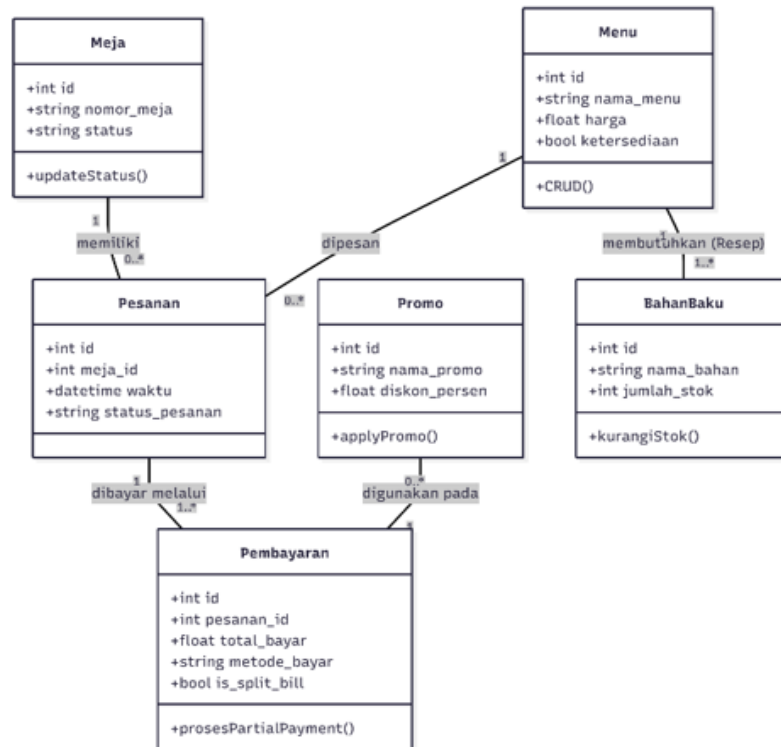 Meja
+int id
+string nomor_meja
+string status
+updateStatus()
Menu
+int id
+string nama_menu
+float harga
+bool ketersediaan
+CRUD()
1
memiliki
0..*
1
dipesan
0..*
1
membutuhkan (Resep)
1..*
Pesanan
+int id
+int meja_id
+datetime waktu
+string status_pesanan
Promo
+int id
+string nama_promo
+float diskon_persen
+applyPromo()
BahanBaku
+int id
+string nama_bahan
+int jumlah_stok
+kurangiStok()
1
dibayar melalui
1..*
0..*
digunakan pada
1
Pembayaran
+int id
+int pesanan_id
+float total_bayar
+string metode_bayar
+bool is_split_bill
+prosesPartialPayment()